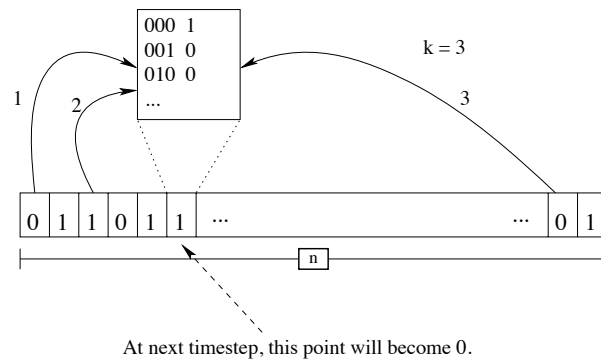 000 1
001 0
010 0
...
k = 3
1
2
3
0 1 1 0 1 1 ... ... 0 1
n
At next timestep, this point will become 0.